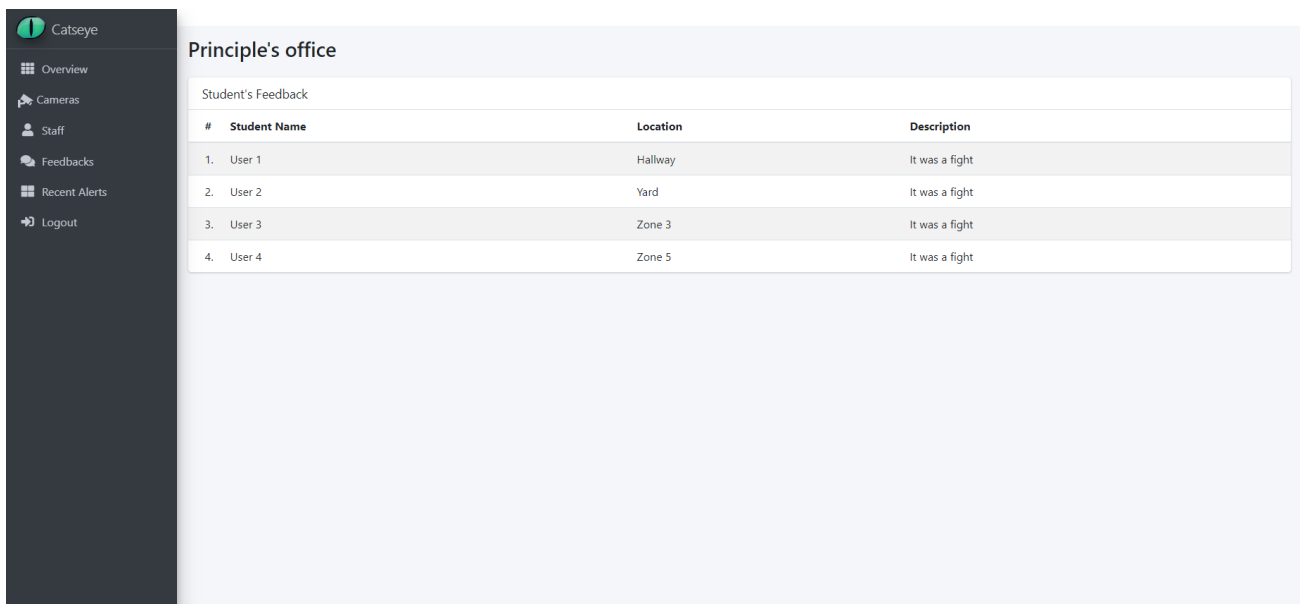 Catseye
Overview
Cameras
Staff
Feedbacks
Recent Alerts
Logout
Principle's office
Student's Feedback
# Student Name Location Description
1. User 1 Hallway It was a fight
2. User 2 Yard It was a fight
3. User 3 Zone 3 It was a fight
4. User 4 Zone 5 It was a fight